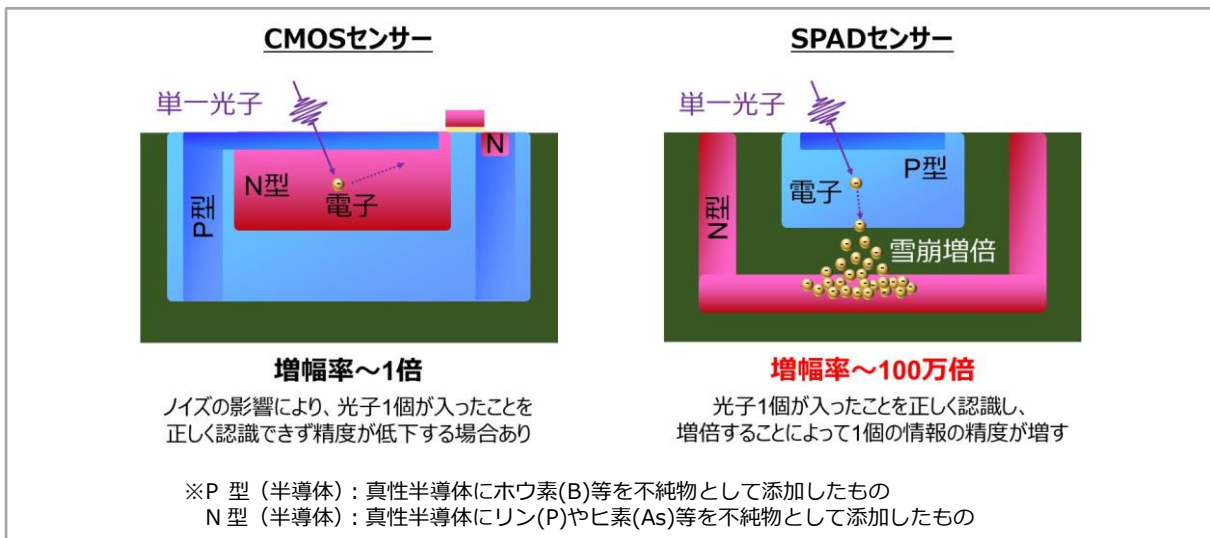 CMOSセンサー
単一光子
N
N型
電子
P型
増幅率～1倍
ノイズの影響により、光子1個が入ったことを
正しく認識できず精度が低下する場合あり
SPADセンサー
単一光子
P型
電子
N型
雪崩増倍
増幅率～100万倍
光子1個が入ったことを正しく認識し、
増倍することによって1個の情報の精度が増す
※P 型（半導体）：真性半導体にホウ素(B)等を不純物として添加したもの
N 型（半導体）：真性半導体にリン(P)やヒ素(As)等を不純物として添加したもの